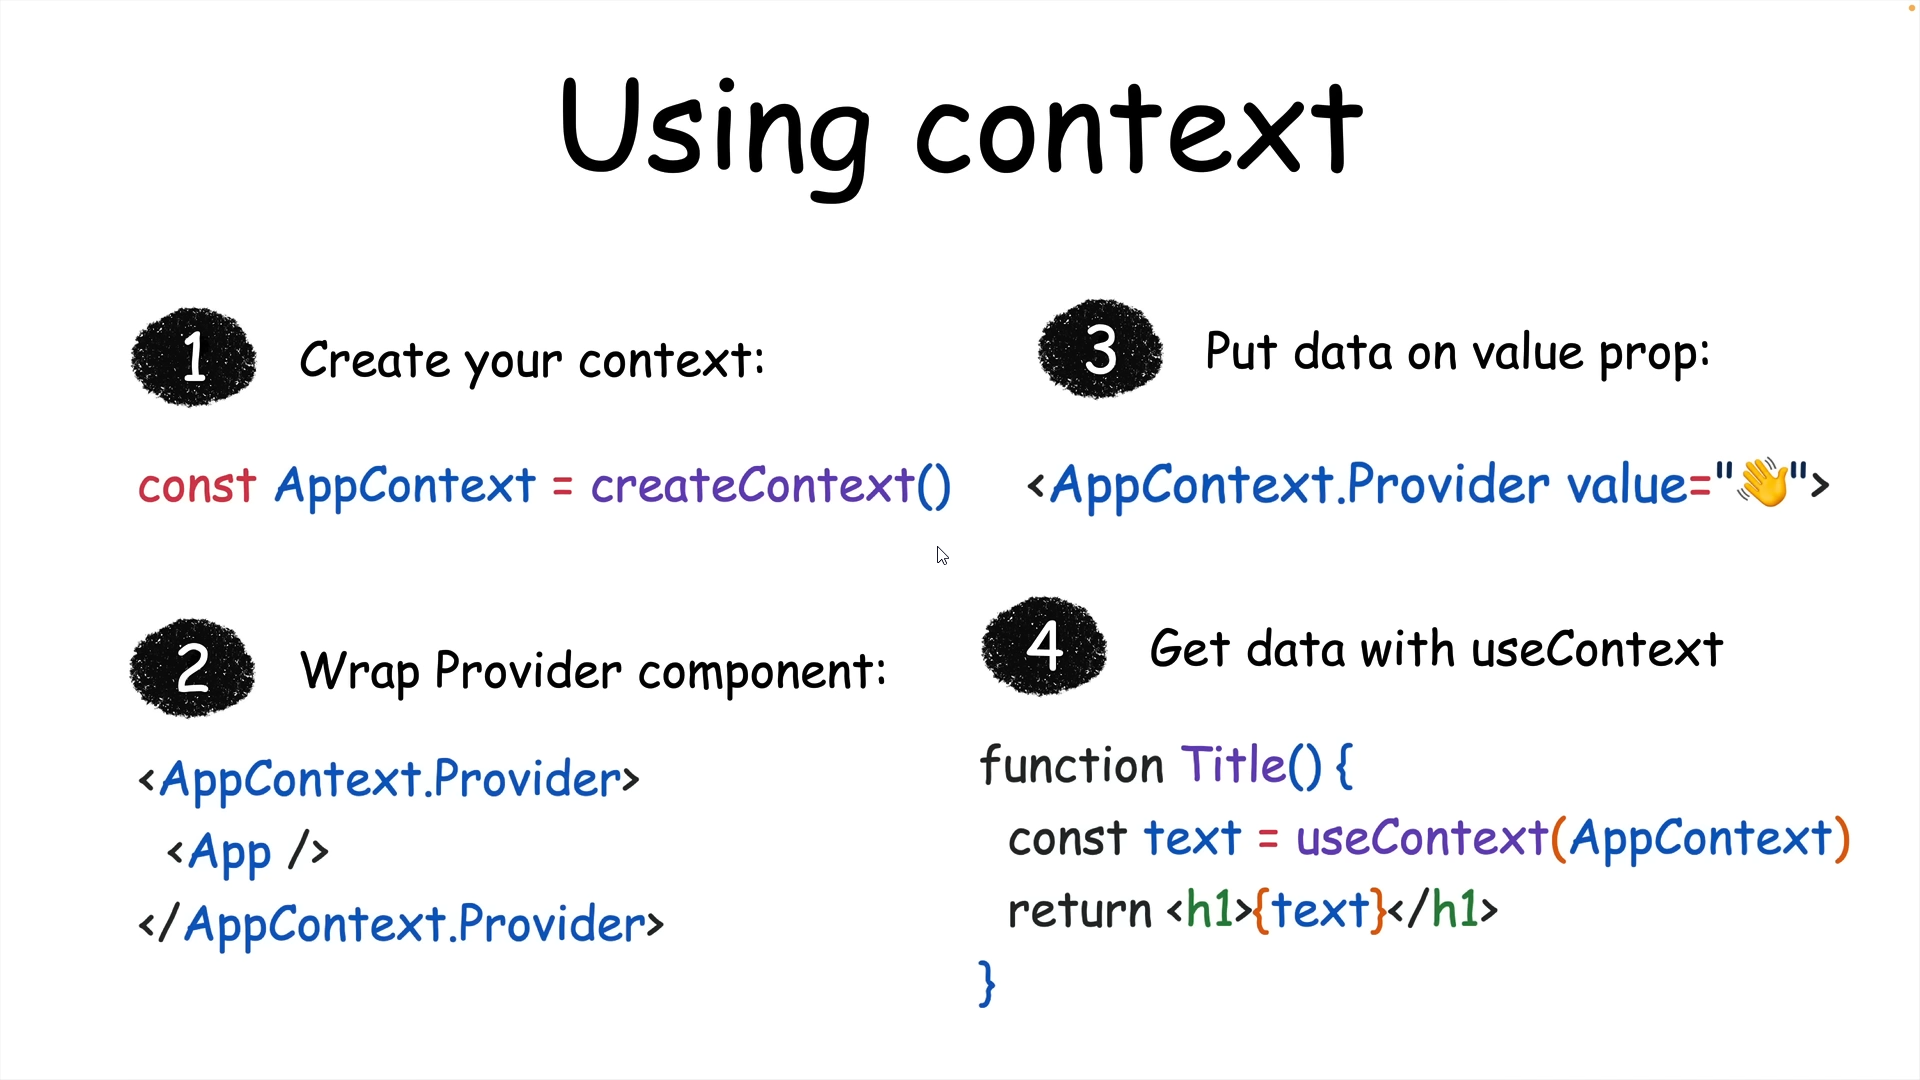 Using context
1 Create your context:
const AppContext = createContext()
2 Wrap Provider component:
<AppContext.Provider>
<App />
</AppContext.Provider>
3 Put data on value prop:
<AppContext.Provider value="👋">
4 Get data with useContext
function Title() {
const text = useContext(AppContext)
return <h1>{text}</h1>
}